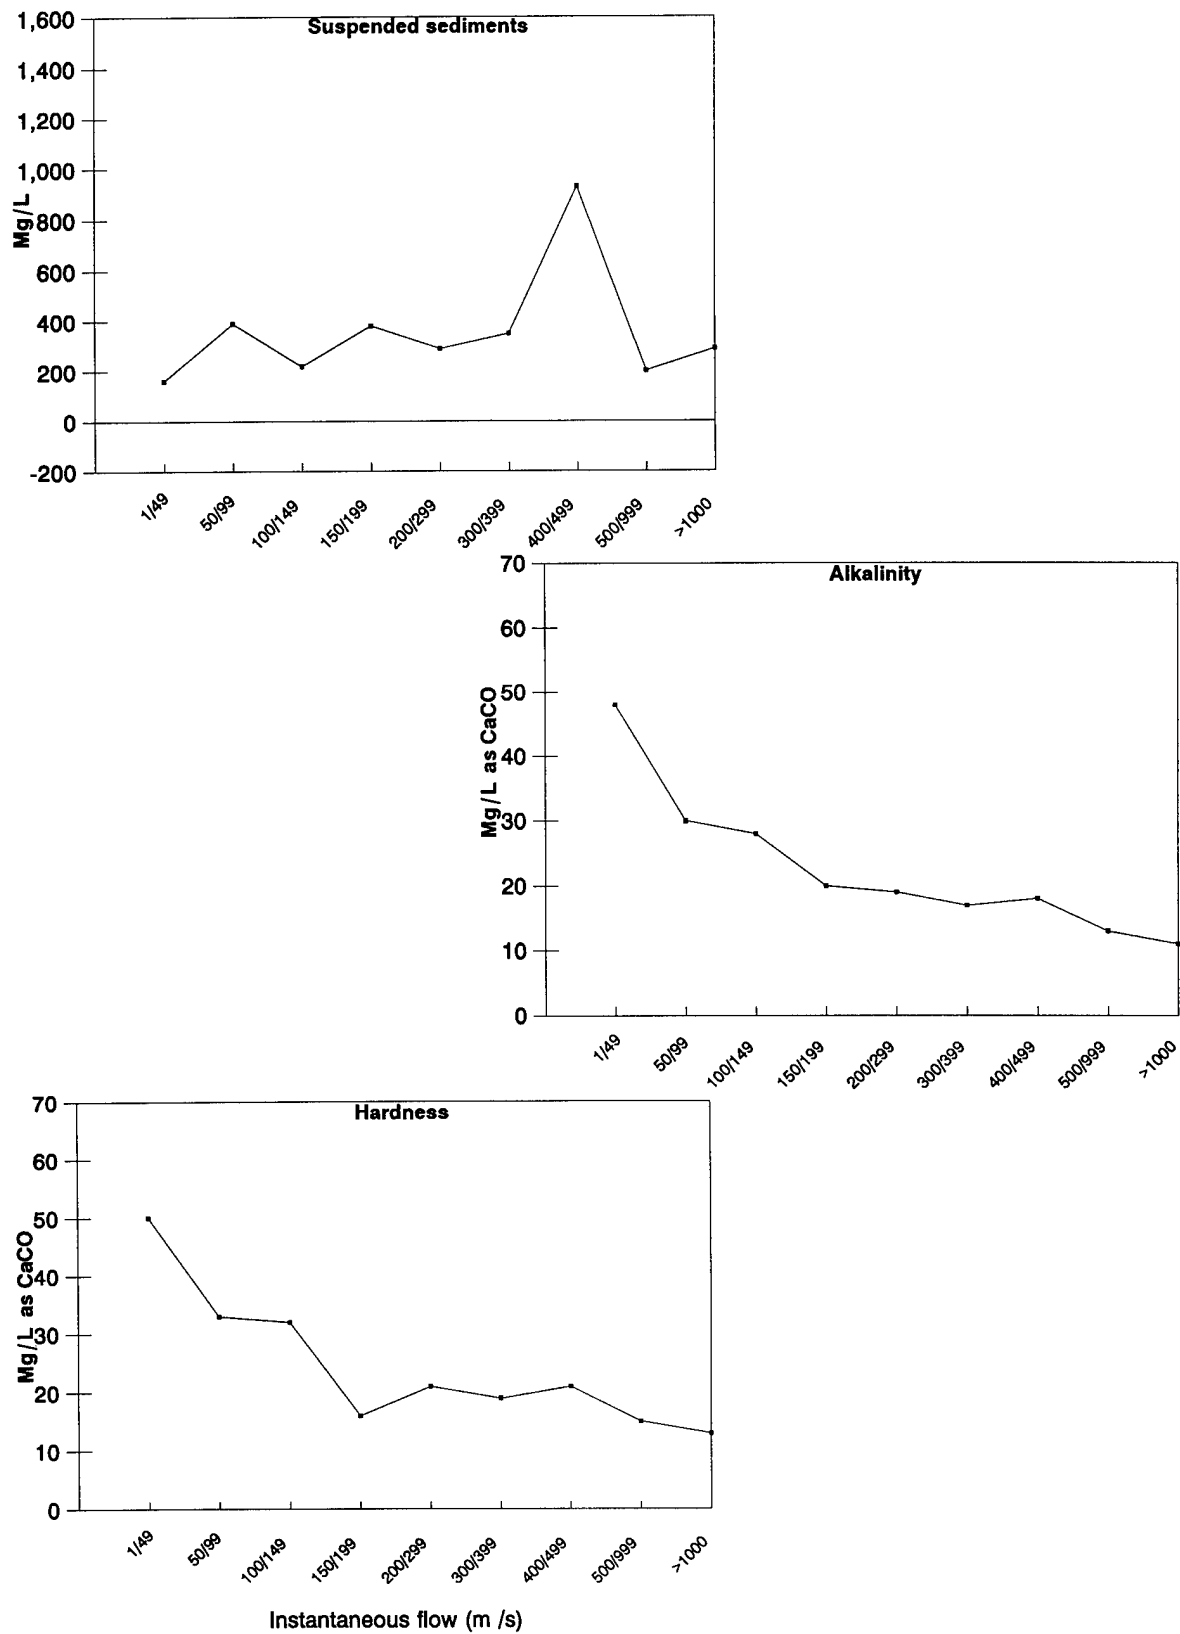 Suspended sediments
1,600
1,400
1,200
1,000
800
600
400
200
0
-200
Mg/L
1/49 50/99 100/149 150/199 200/299 300/399 400/499 500/999 >1000
Alkalinity
70
60
50
40
30
20
10
0
Mg/L as CaCO
1/49 50/99 100/149 150/199 200/299 300/399 400/499 500/999 >1000
Hardness
70
60
50
40
30
20
10
0
Mg/L as CaCO
1/49 50/99 100/149 150/199 200/299 300/399 400/499 500/999 >1000
Instantaneous flow (m /s)